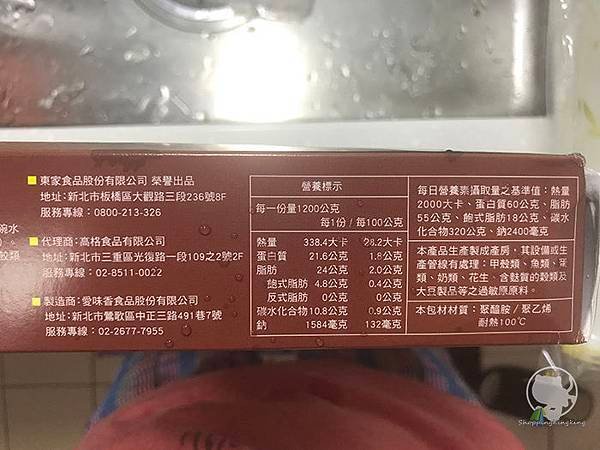 東家食品股份有限公司 榮譽出品
地址:新北市板橋區大觀路三段236號8F
服務專線：0800-213-326
代理商:高格食品有限公司
地址:新北市三重區光復路一段109之2號2F
服務專線：02-8511-0022
製造商:愛味香食品股份有限公司
地址:新北市鶯歌區中正三路491巷7號
服務專線：02-2677-7955
碗水
營養標示
每一份量1200公克
每1份 / 每100公克
熱量 338.4大卡 28.2大卡
蛋白質 21.6公克 1.8公克
脂肪 24公克 2.0公克
飽式脂肪 4.8公克 0.4公克
反式脂肪 0公克 0公克
碳水化合物 10.8公克 0.9公克
鈉 1584毫克 132毫克
每日營養素攝取量之基準值：熱量
2000大卡、蛋白質60公克、脂肪
55公克、飽式脂肪18公克、碳水
化合物320公克、鈉2400毫克
本產品生產製成產房，其設備或生
產管線有處理：甲殼類、魚類、蛋
類、奶類、花生、含麩質的穀類及
大豆製品等之過敏原原料。
本包材材質：聚醯胺 / 聚乙烯
耐熱100℃